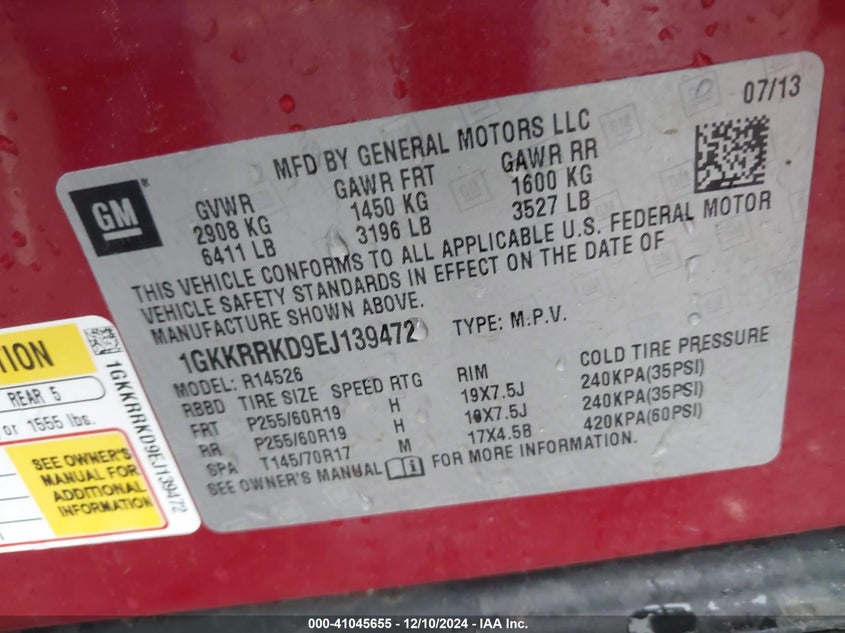 07/13
MFD BY GENERAL MOTORS LLC
GM
GVWR GAWR FRT GAWR RR
2908 KG 1450 KG 1600 KG
6411 LB 3196 LB 3527 LB
THIS VEHICLE CONFORMS TO ALL APPLICABLE U.S. FEDERAL MOTOR
VEHICLE SAFETY STANDARDS IN EFFECT ON THE DATE OF
MANUFACTURE SHOWN ABOVE.
1GKKRRKD9EJ139472 TYPE: M.P.V.
MODEL: R14526
RBBD TIRE SIZE SPEED RTG RIM COLD TIRE PRESSURE
FRT P255/60R19 H 19X7.5J 240KPA(35PSI)
RR P255/60R19 H 19X7.5J 240KPA(35PSI)
SPA T145/70R17 M 17X4.5B 420KPA(60PSI)
SEE OWNER'S MANUAL i FOR MORE INFORMATION.
TION
REAR 5
or 1555 lbs.
SEE OWNER'S
MANUAL FOR
ADDITIONAL
INFORMATION
1GKKRRKD9EJ139472
000-41045655 - 12/10/2024 - IAA Inc.